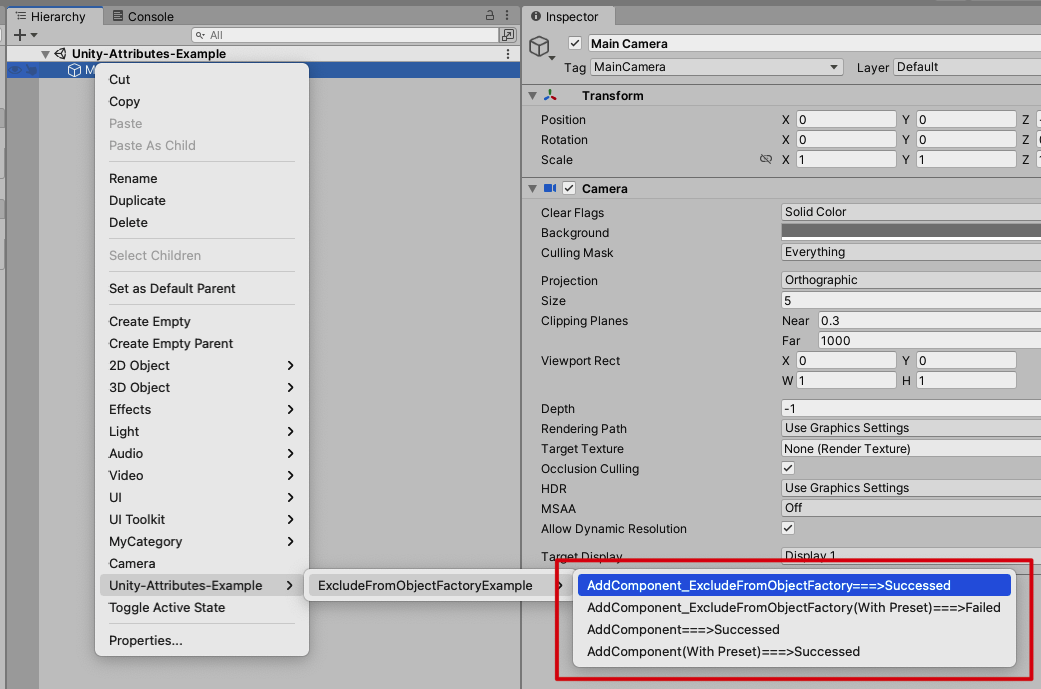 Hierarchy
Console
All
Unity-Attributes-Example
M
Cut
Copy
Paste
Paste As Child
Rename
Duplicate
Delete
Select Children
Set as Default Parent
Create Empty
Create Empty Parent
2D Object
3D Object
Effects
Light
Audio
Video
UI
UI Toolkit
MyCategory
Camera
Unity-Attributes-Example
Toggle Active State
Properties...
ExcludeFromObjectFactoryExample
AddComponent_ExcludeFromObjectFactory===>Successed
AddComponent_ExcludeFromObjectFactory(With Preset)===>Failed
AddComponent===>Successed
AddComponent(With Preset)===>Successed
Inspector
Main Camera
Tag MainCamera Layer Default
Transform
Position X 0 Y 0 Z
Rotation X 0 Y 0 Z
Scale X 1 Y 1 Z
Camera
Clear Flags Solid Color
Background
Culling Mask Everything
Projection Orthographic
Size 5
Clipping Planes Near 0.3
Far 1000
Viewport Rect X 0 Y 0
W 1 H 1
Depth -1
Rendering Path Use Graphics Settings
Target Texture None (Render Texture)
Occlusion Culling
HDR Use Graphics Settings
MSAA Off
Allow Dynamic Resolution
Target Display Display 1